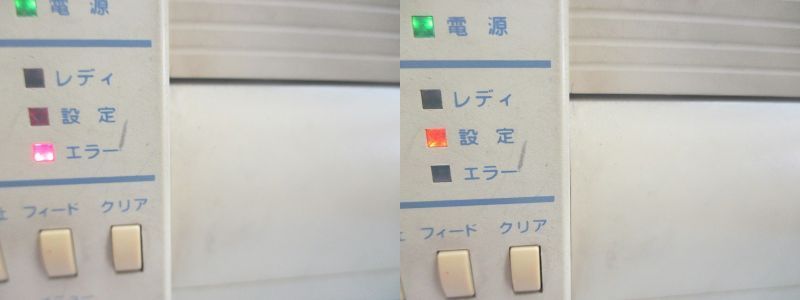 電源
レディ
設定
エラー
フィード クリア
電源
レディ
設定
エラー
フィード クリア